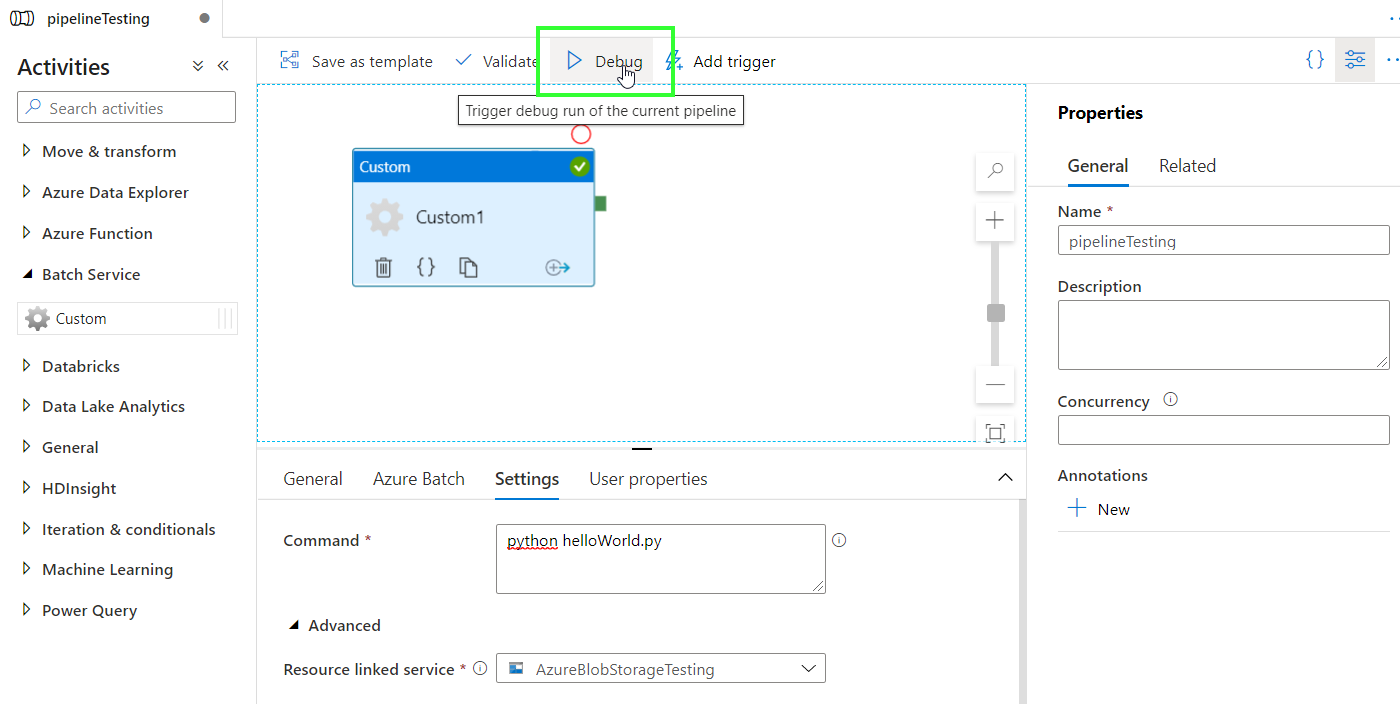 pipelineTesting
Activities
Search activities
Move & transform
Azure Data Explorer
Azure Function
Batch Service
Custom
Databricks
Data Lake Analytics
General
HDInsight
Iteration & conditionals
Machine Learning
Power Query
Save as template
Validate
Debug
Add trigger
Trigger debug run of the current pipeline
Custom
Custom1
General
Azure Batch
Settings
User properties
Command *
python helloWorld.py
Advanced
Resource linked service *
AzureBlobStorageTesting
Properties
General
Related
Name *
pipelineTesting
Description
Concurrency
Annotations
New